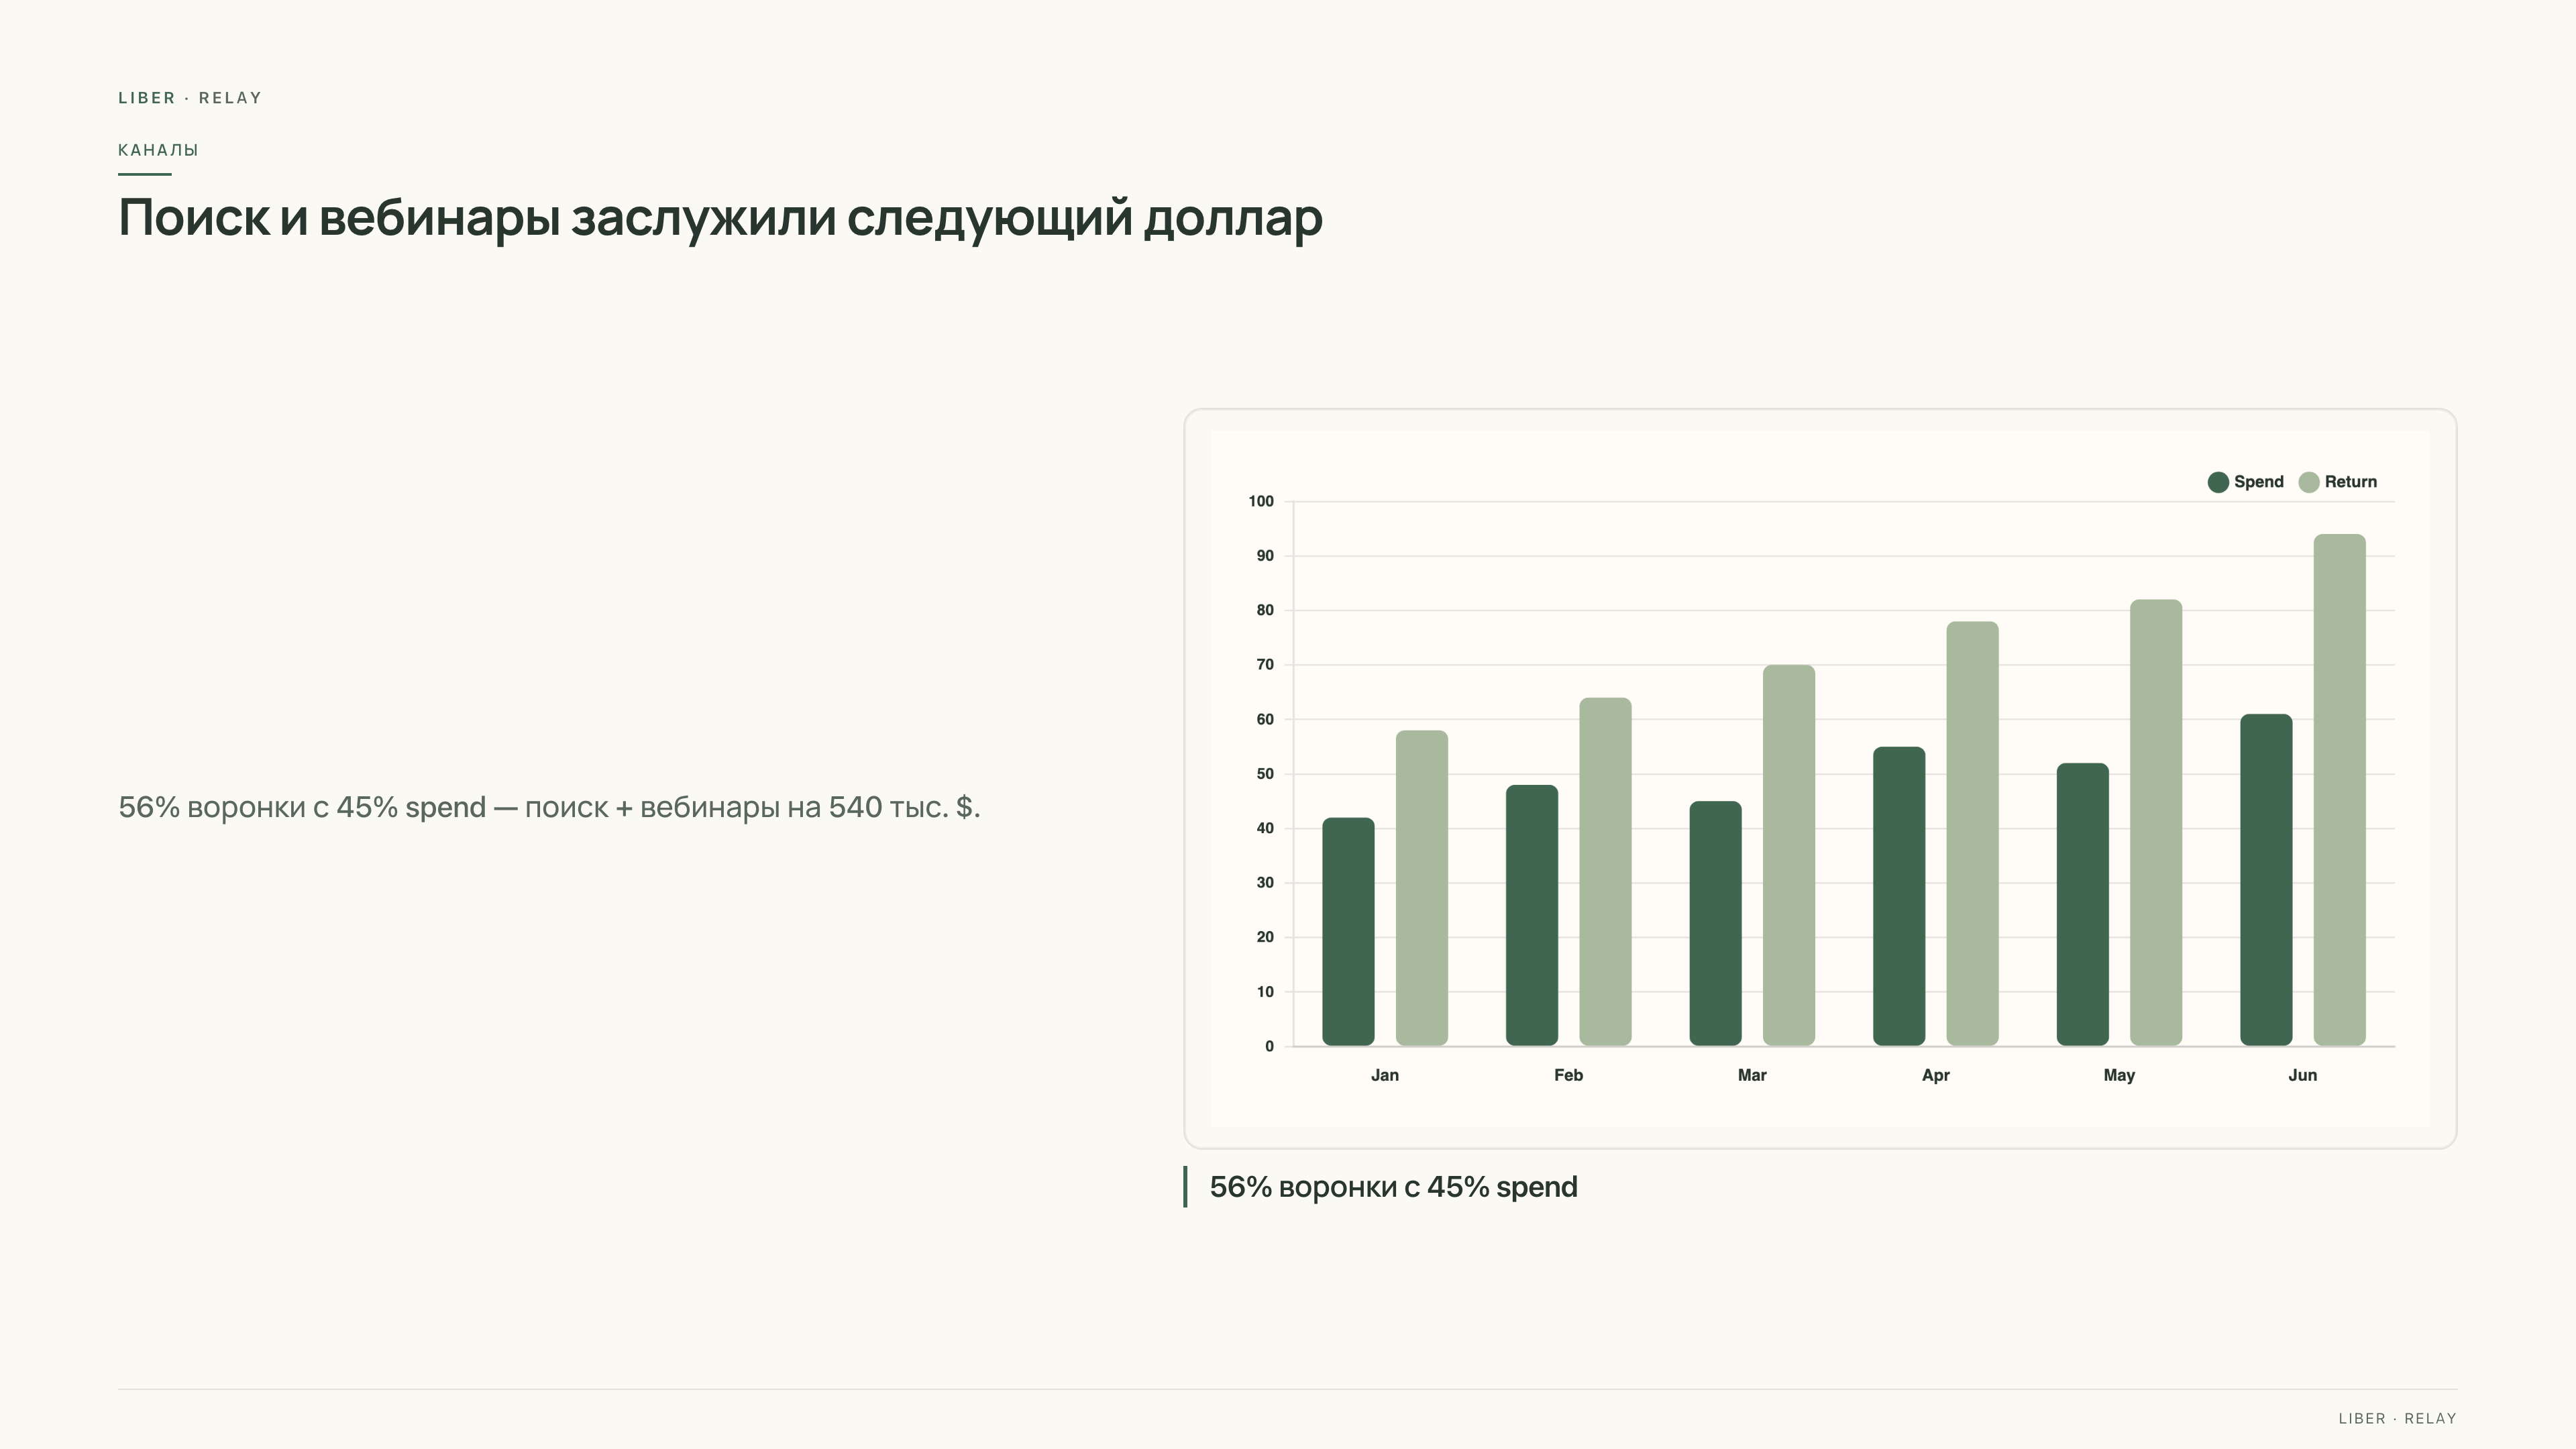 LIBER · RELAY
КАНАЛЫ
Поиск и вебинары заслужили следующий доллар
56% воронки с 45% spend — поиск + вебинары на 540 тыс. $.
Spend Return
100
90
80
70
60
50
40
30
20
10
0
Jan Feb Mar Apr May Jun
56% воронки с 45% spend
LIBER · RELAY